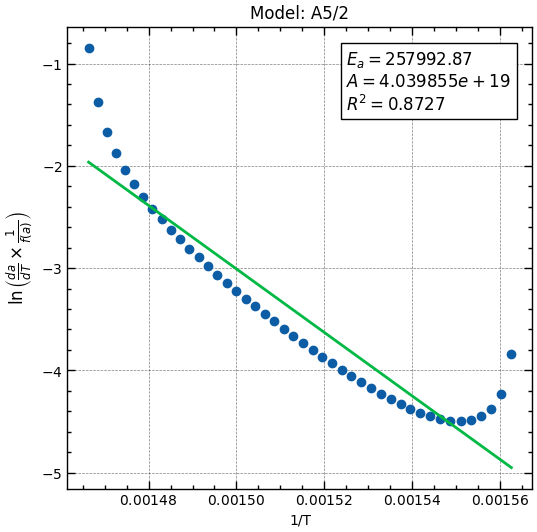 Model: A5/2
E_a = 257992.87
A = 4.039855e + 19
R² = 0.8727
ln(da/dT × 1/f(a))
−1
−2
−3
−4
−5
0.00148
0.00150
0.00152
0.00154
0.00156
1/T